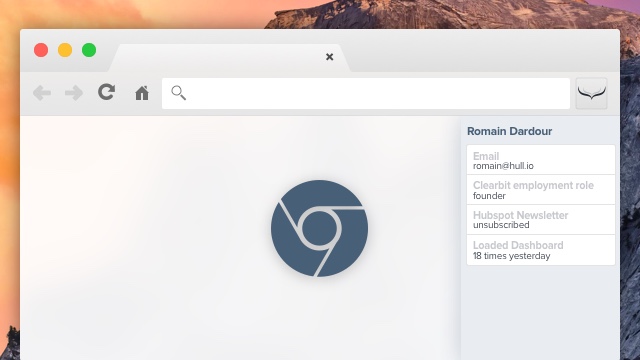 Romain Dardour
Email
romain@hull.io
Clearbit employment role
founder
Hubspot Newsletter
unsubscribed
Loaded Dashboard
18 times yesterday